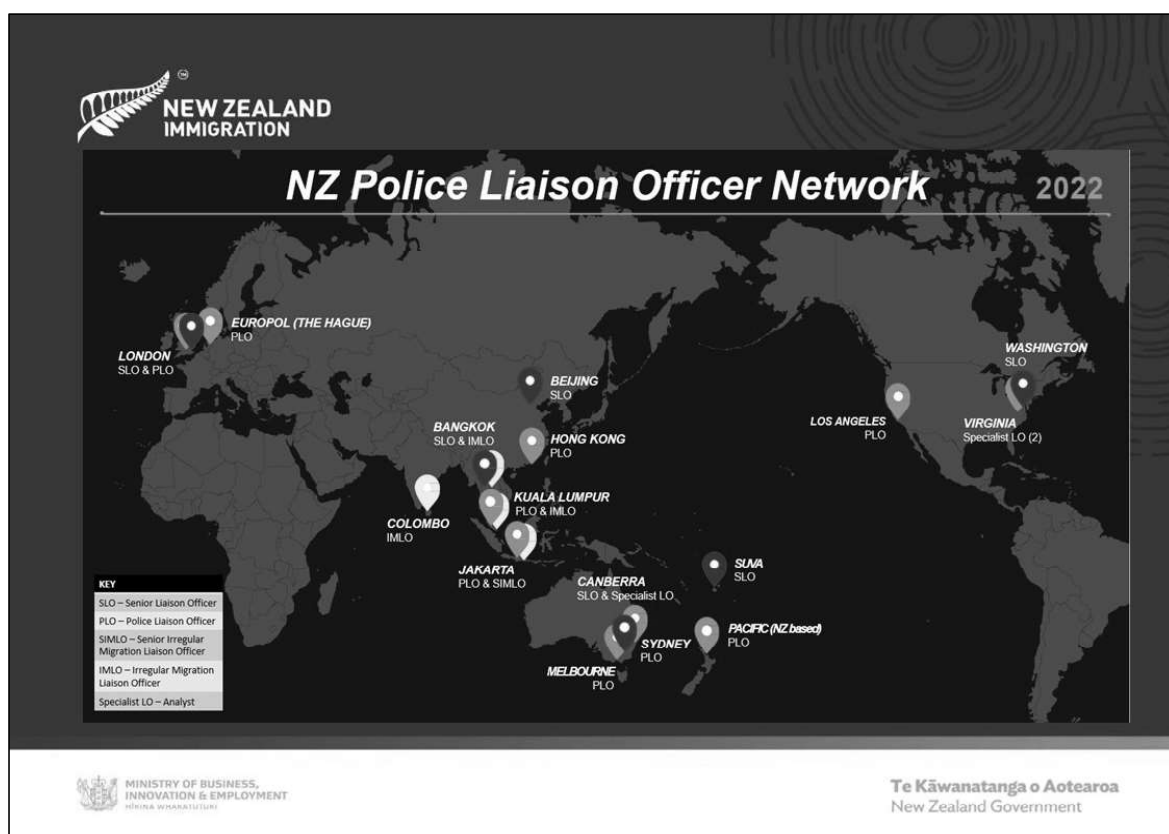 TM
NEW ZEALAND
IMMIGRATION
NZ Police Liaison Officer Network
2022
EUROPOL (THE HAGUE)
PLO
LONDON
SLO & PLO
WASHINGTON
SLO
BEIJING
SLO
LOS ANGELES
PLO
VIRGINIA
Specialist LO (2)
BANGKOK
SLO & IMLO
HONG KONG
PLO
KUALA LUMPUR
PLO & IMLO
COLOMBO
IMLO
JAKARTA
PLO & SIMLO
SUVA
SLO
CANBERRA
SLO & Specialist LO
PACIFIC (NZ based)
PLO
SYDNEY
PLO
MELBOURNE
PLO
KEY
SLO – Senior Liaison Officer
PLO – Police Liaison Officer
SIMLO – Senior Irregular
Migration Liaison Officer
IMLO – Irregular Migration
Liaison Officer
Specialist LO – Analyst
MINISTRY OF BUSINESS,
INNOVATION & EMPLOYMENT
HĪKINA WHAKATUTUKI
Te Kāwanatanga o Aotearoa
New Zealand Government